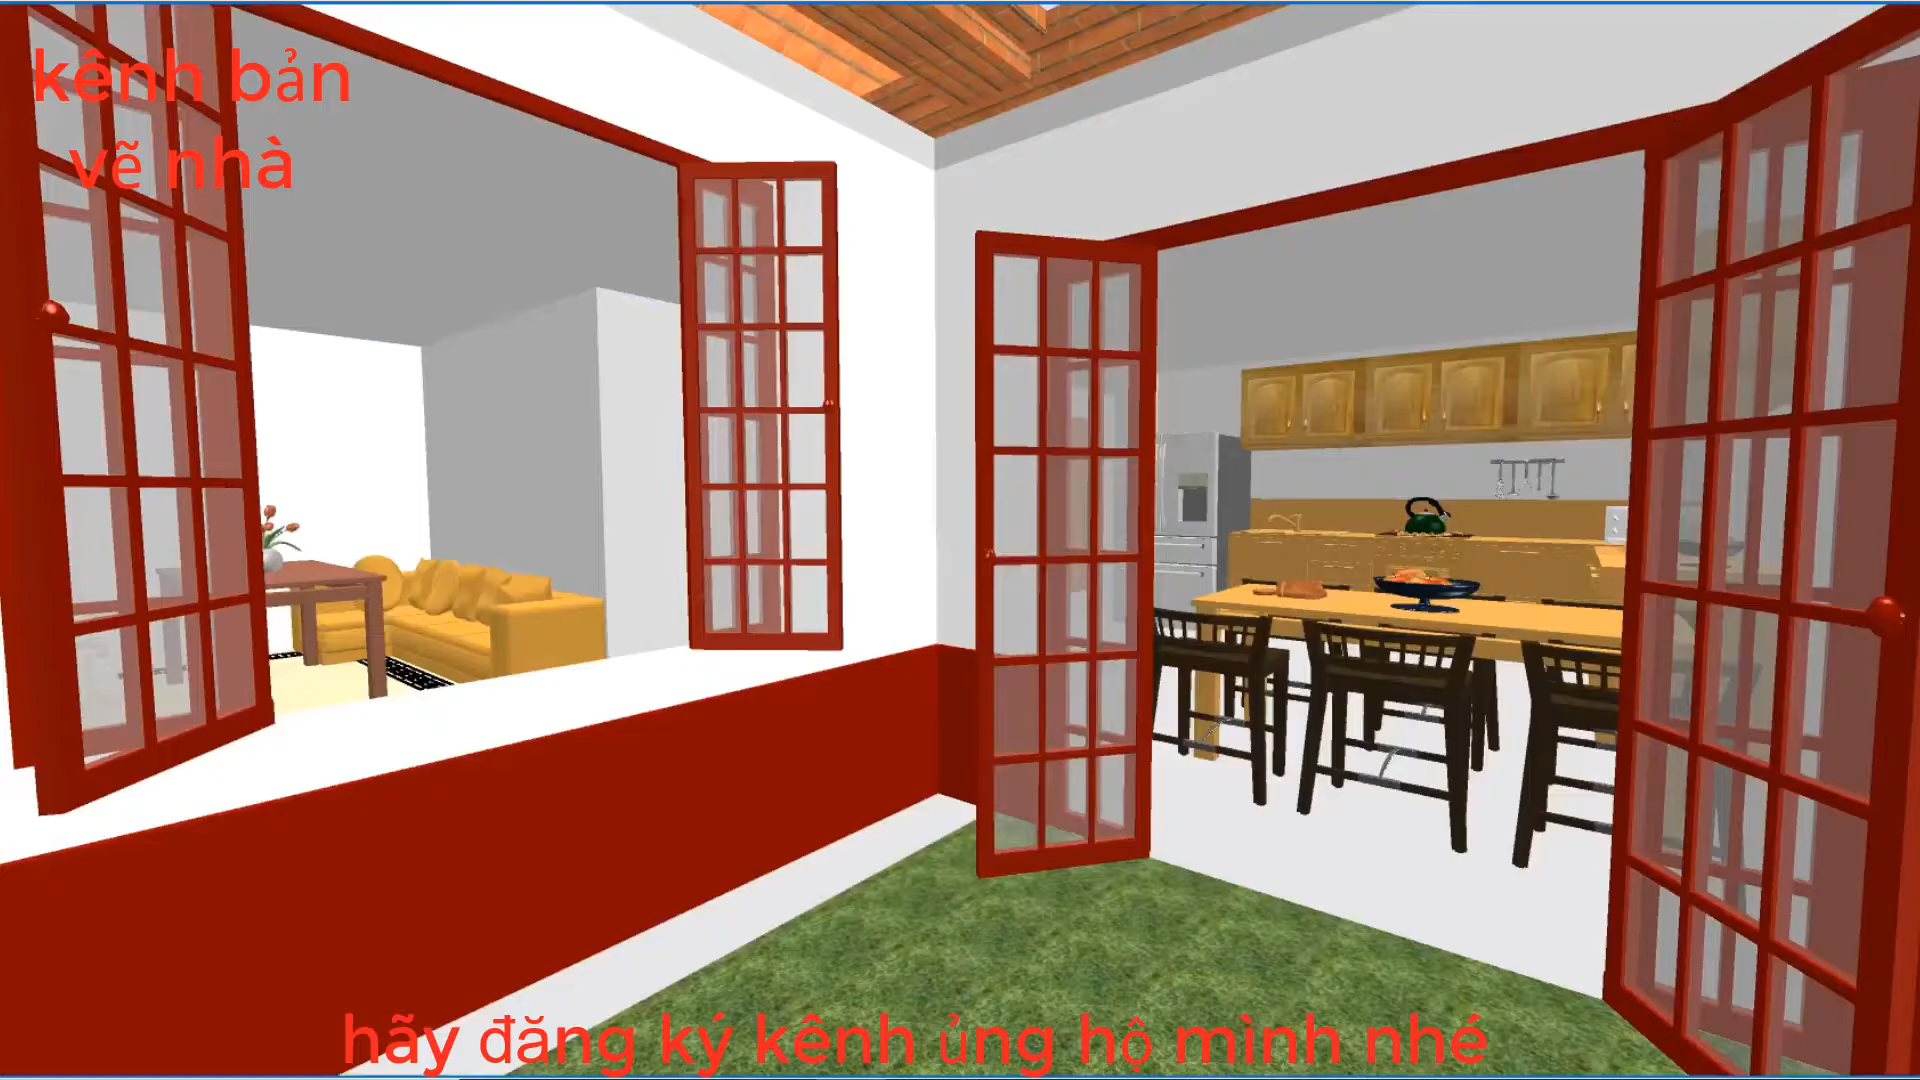 kênh bản
vẽ nhà
hãy đăng ký kênh ủng hộ mình nhé